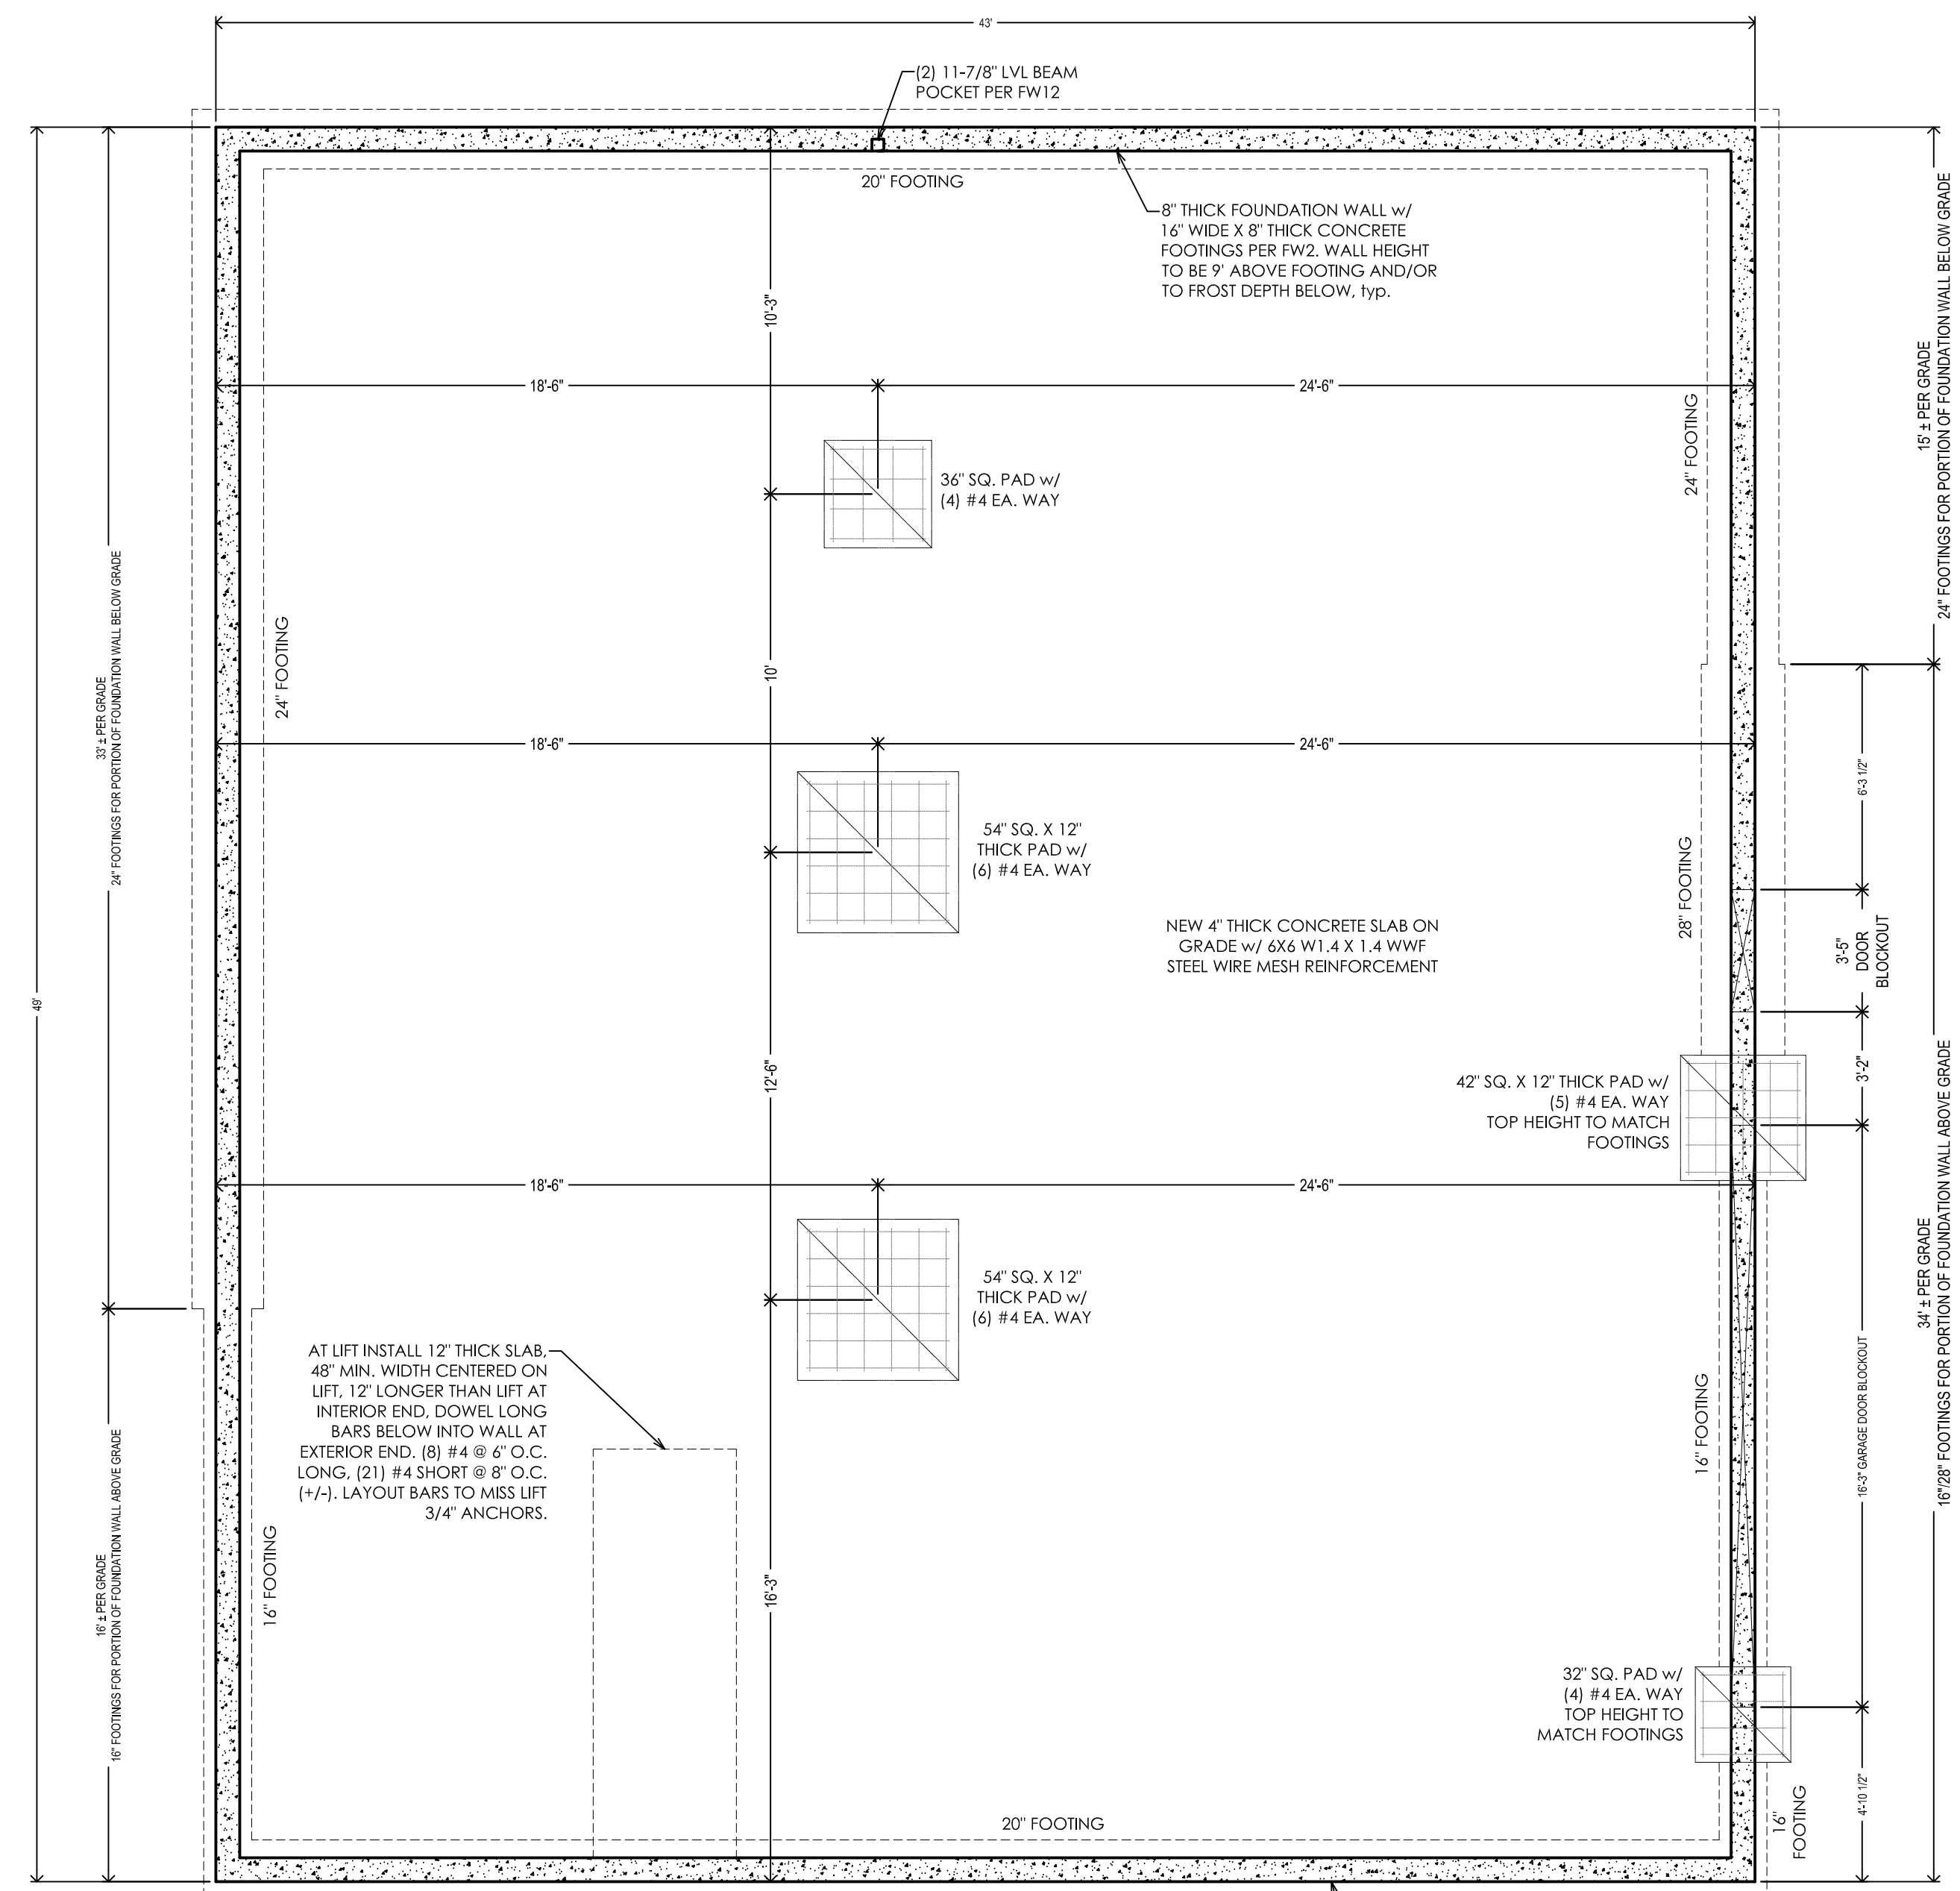 43'
(2) 11-7/8" LVL BEAM
POCKET PER FW12
20" FOOTING
8" THICK FOUNDATION WALL w/
16" WIDE X 8" THICK CONCRETE
FOOTINGS PER FW2. WALL HEIGHT
TO BE 9' ABOVE FOOTING AND/OR
TO FROST DEPTH BELOW, typ.
10'-3"
18'-6"
24'-6"
24" FOOTING
15' ± PER GRADE
24" FOOTINGS FOR PORTION OF FOUNDATION WALL BELOW GRADE
36" SQ. PAD w/
(4) #4 EA. WAY
24" FOOTING
10'
33' ± PER GRADE
24" FOOTINGS FOR PORTION OF FOUNDATION WALL BELOW GRADE
18'-6"
24'-6"
6'-3 1/2"
54" SQ. X 12"
THICK PAD w/
(6) #4 EA. WAY
28" FOOTING
NEW 4" THICK CONCRETE SLAB ON
GRADE w/ 6X6 W1.4 X 1.4 WWF
STEEL WIRE MESH REINFORCEMENT
3'-5"
DOOR
BLOCKOUT
49'
12'-6"
3'-2"
42" SQ. X 12" THICK PAD w/
(5) #4 EA. WAY
TOP HEIGHT TO MATCH
FOOTINGS
18'-6"
24'-6"
34' ± PER GRADE
16"/28" FOOTINGS FOR PORTION OF FOUNDATION WALL ABOVE GRADE
54" SQ. X 12"
THICK PAD w/
(6) #4 EA. WAY
AT LIFT INSTALL 12" THICK SLAB,
48" MIN. WIDTH CENTERED ON
LIFT, 12" LONGER THAN LIFT AT
INTERIOR END, DOWEL LONG
BARS BELOW INTO WALL AT
EXTERIOR END. (8) #4 @ 6" O.C.
LONG, (21) #4 SHORT @ 8" O.C.
(+/-). LAYOUT BARS TO MISS LIFT
3/4" ANCHORS.
16'-3" GARAGE DOOR BLOCKOUT
16" FOOTING
16" FOOTING
16' ± PER GRADE
16" FOOTINGS FOR PORTION OF FOUNDATION WALL ABOVE GRADE
16'-3"
32" SQ. PAD w/
(4) #4 EA. WAY
TOP HEIGHT TO
MATCH FOOTINGS
4'-10 1/2"
20" FOOTING
16"
FOOTING